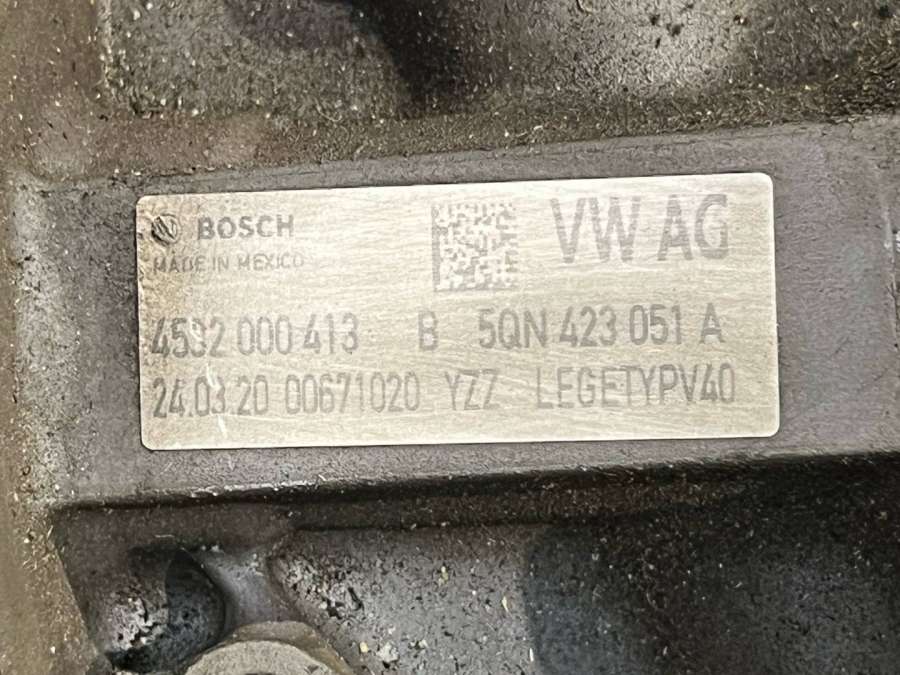 BOSCH VW AG
MADE IN MEXICO
4592 000 413 B 5QN 423 051 A
24.03.20 00671020 YZZ LEGETYPV40